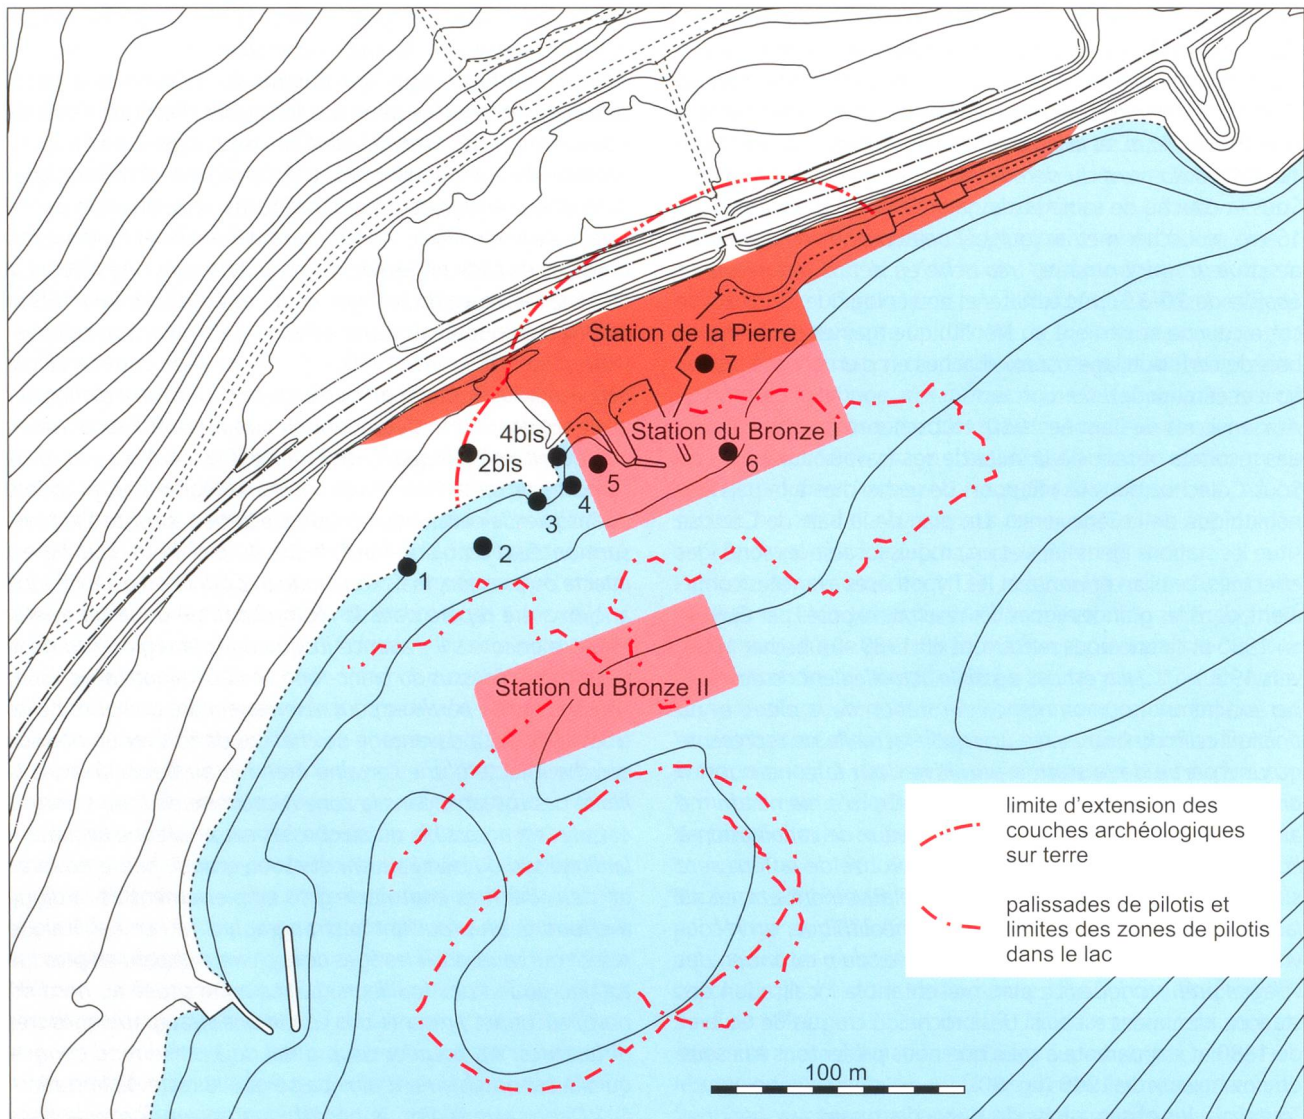 Station de la Pierre
7
4bis
Station du Bronze I
2bis
5
6
4
3
2
1
Station du Bronze II
limite d'extension des
couches archéologiques
sur terre
palissades de pilotis et
limites des zones de pilotis
dans le lac
100 m